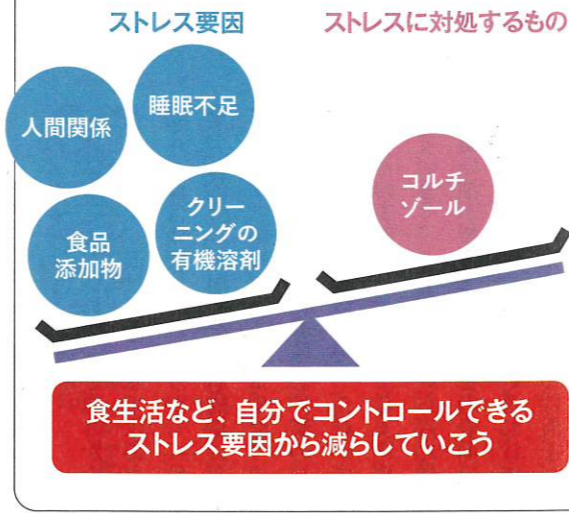 ストレス要因
ストレスに対処するもの
人間関係
睡眠不足
食品
添加物
クリー
ニングの
有機溶剤
コルチ
ゾール
食生活など、自分でコントロールできる
ストレス要因から減らしていこう